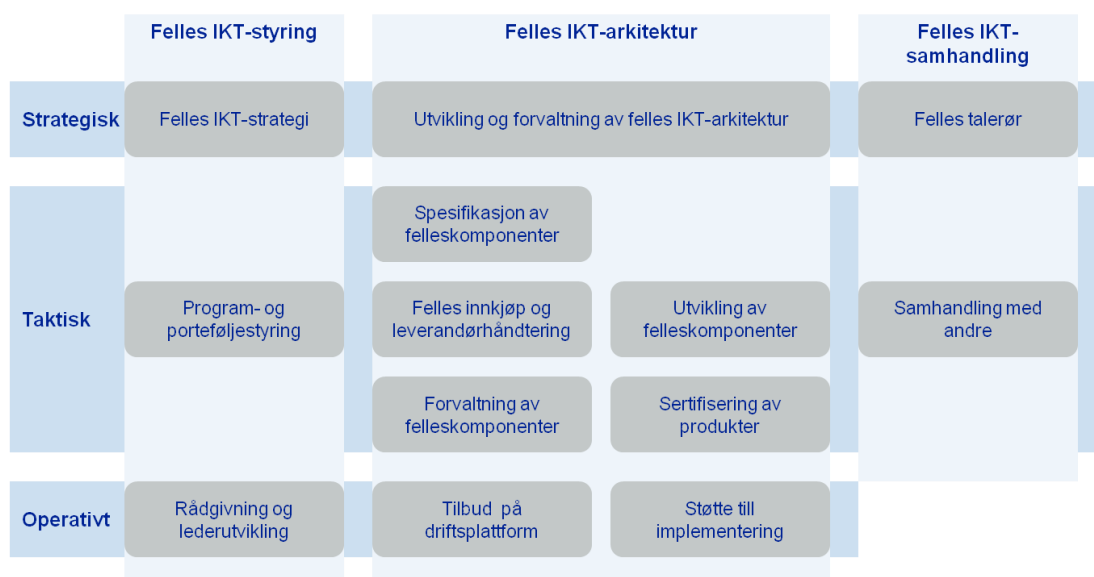 Felles IKT-styring
Felles IKT-arkitektur
Felles IKT-
samhandling
Strategisk
Felles IKT-strategi
Utvikling og forvaltning av felles IKT-arkitektur
Felles talerør
Taktisk
Spesifikasjon av
felleskomponenter
Program- og
porteføljestyring
Felles innkjøp og
leverandørhåndtering
Utvikling av
felleskomponenter
Samhandling med
andre
Forvaltning av
felleskomponenter
Sertifisering av
produkter
Operativt
Rådgivning og
lederutvikling
Tilbud på
driftsplattform
Støtte till
implementering